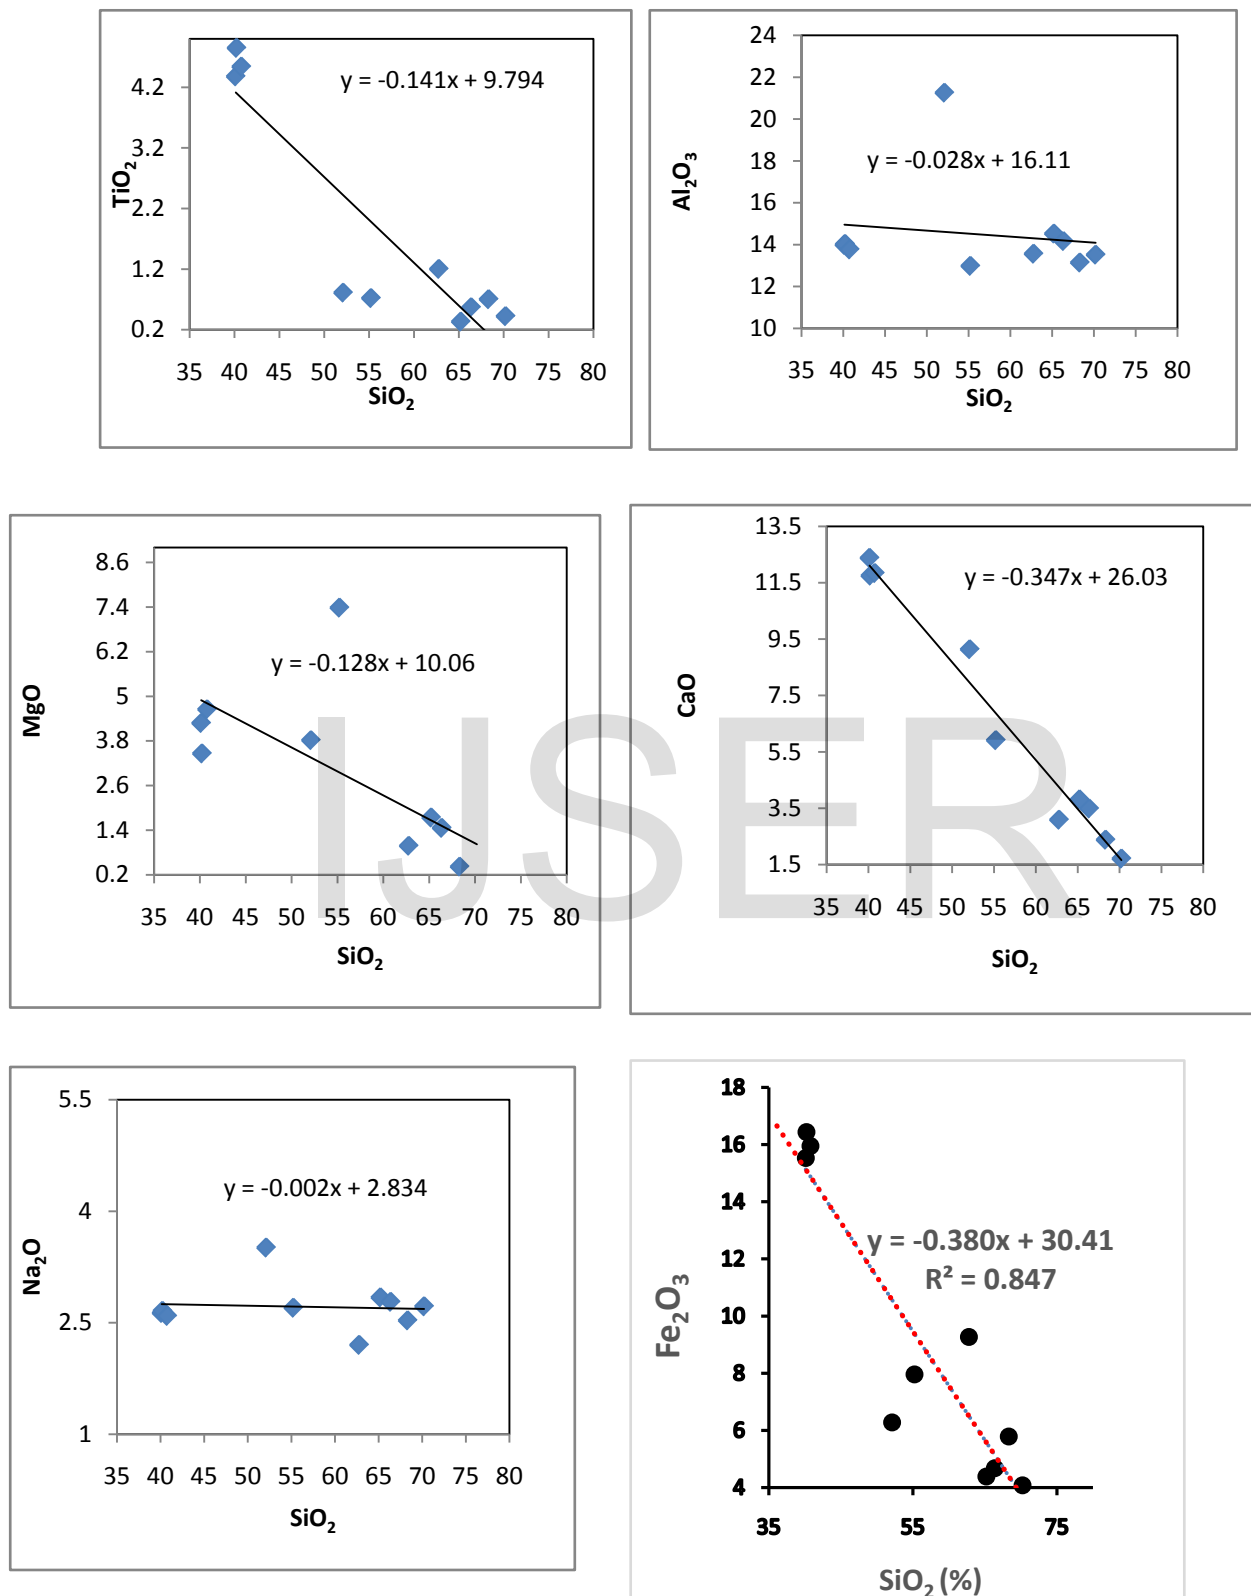 4.2
3.2
2.2
1.2
0.2
TiO₂
y = -0.141x + 9.794
35 40 45 50 55 60 65 70 75 80
SiO₂
24
22
20
18
16
14
12
10
Al₂O₃
y = -0.028x + 16.11
35 40 45 50 55 60 65 70 75 80
SiO₂
8.6
7.4
6.2
5
3.8
2.6
1.4
0.2
MgO
y = -0.128x + 10.06
35 40 45 50 55 60 65 70 75 80
SiO₂
13.5
11.5
9.5
7.5
5.5
3.5
1.5
CaO
y = -0.347x + 26.03
35 40 45 50 55 60 65 70 75 80
SiO₂
IJSER
5.5
4
2.5
1
Na₂O
y = -0.002x + 2.834
35 40 45 50 55 60 65 70 75 80
SiO₂
18
16
14
12
10
8
6
4
Fe₂O₃
y = -0.380x + 30.41
R² = 0.847
35 55 75
SiO₂ (%)